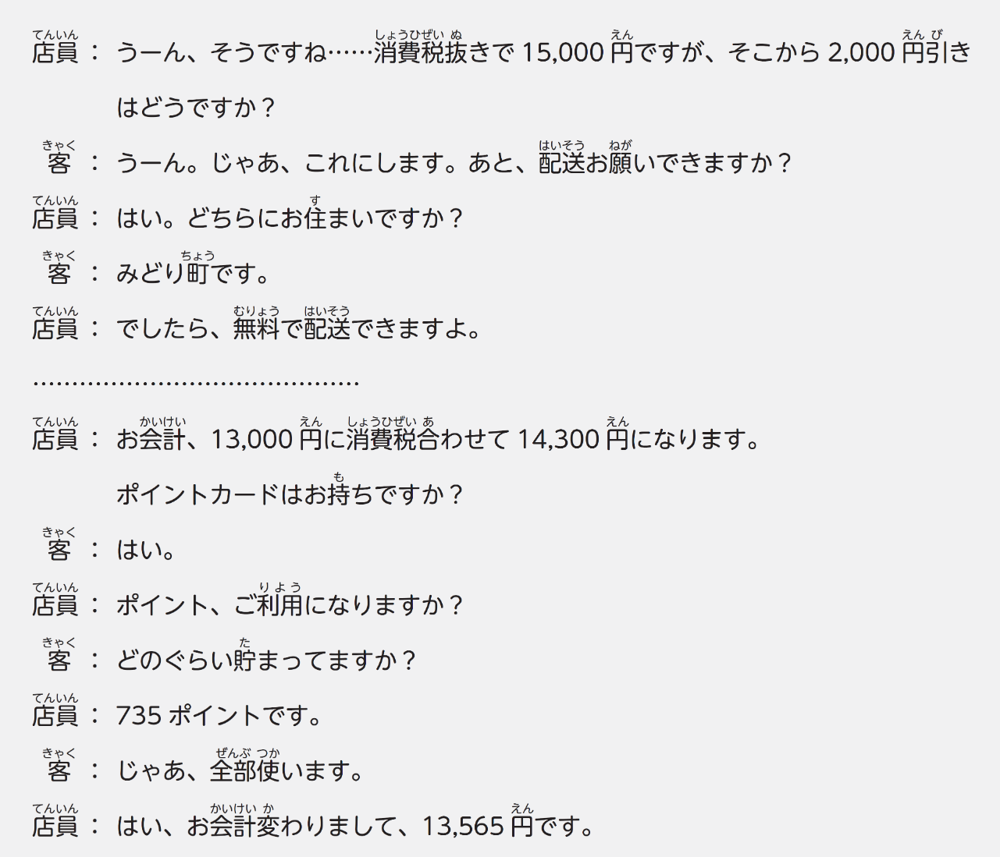 店員：うーん、そうですね……消費税抜きで 15,000 円ですが、そこから 2,000 円引き
はどうですか？
客：うーん。じゃあ、これにします。あと、配送お願いできますか？
店員：はい。どちらにお住まいですか？
客：みどり町です。
店員：でしたら、無料で配送できますよ。
……………………………………
店員：お会計、13,000 円に消費税合わせて 14,300 円になります。
ポイントカードはお持ちですか？
客：はい。
店員：ポイント、ご利用になりますか？
客：どのぐらい貯まってますか？
店員：735 ポイントです。
客：じゃあ、全部使います。
店員：はい、お会計変わりまして、13,565 円です。